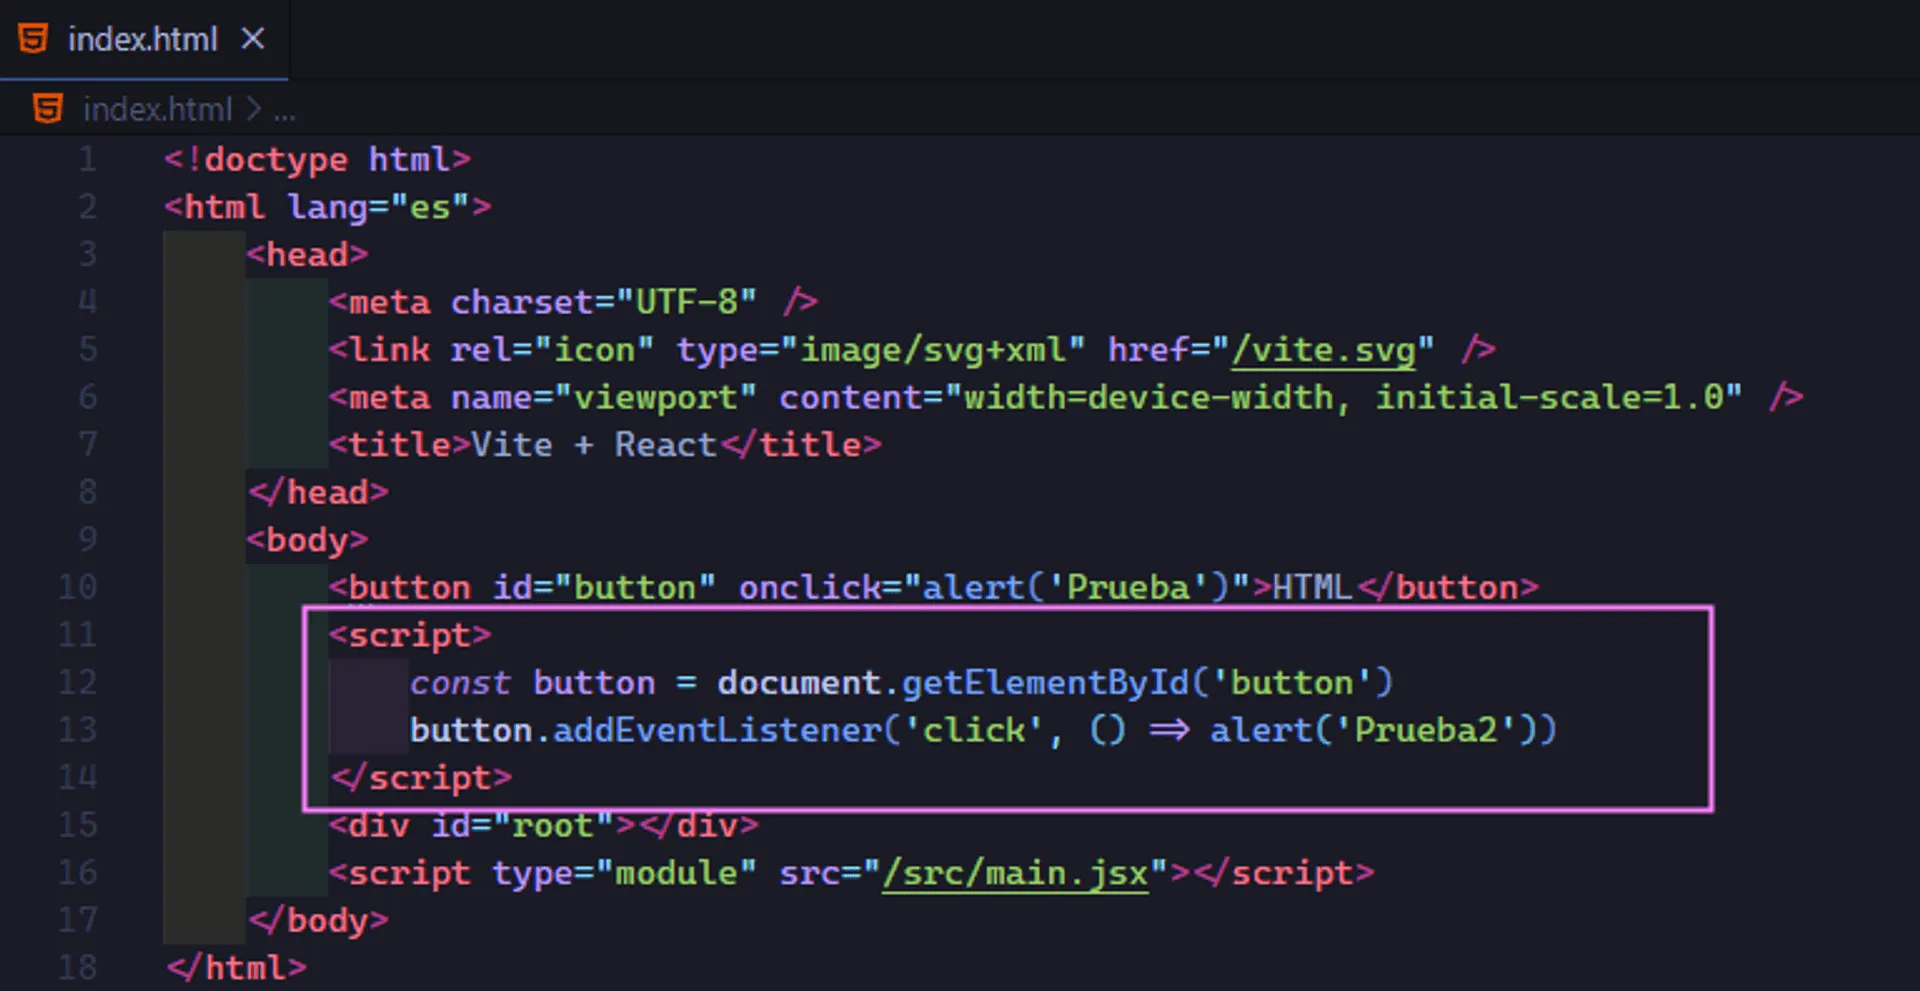 index.html ×
index.html > ...
1 <!doctype html>
2 <html lang="es">
3 <head>
4 <meta charset="UTF-8" />
5 <link rel="icon" type="image/svg+xml" href="/vite.svg" />
6 <meta name="viewport" content="width=device-width, initial-scale=1.0" />
7 <title>Vite + React</title>
8 </head>
9 <body>
10 <button id="button" onclick="alert('Prueba')">HTML</button>
11 <script>
12 const button = document.getElementById('button')
13 button.addEventListener('click', () => alert('Prueba2'))
14 </script>
15 <div id="root"></div>
16 <script type="module" src="/src/main.jsx"></script>
17 </body>
18 </html>